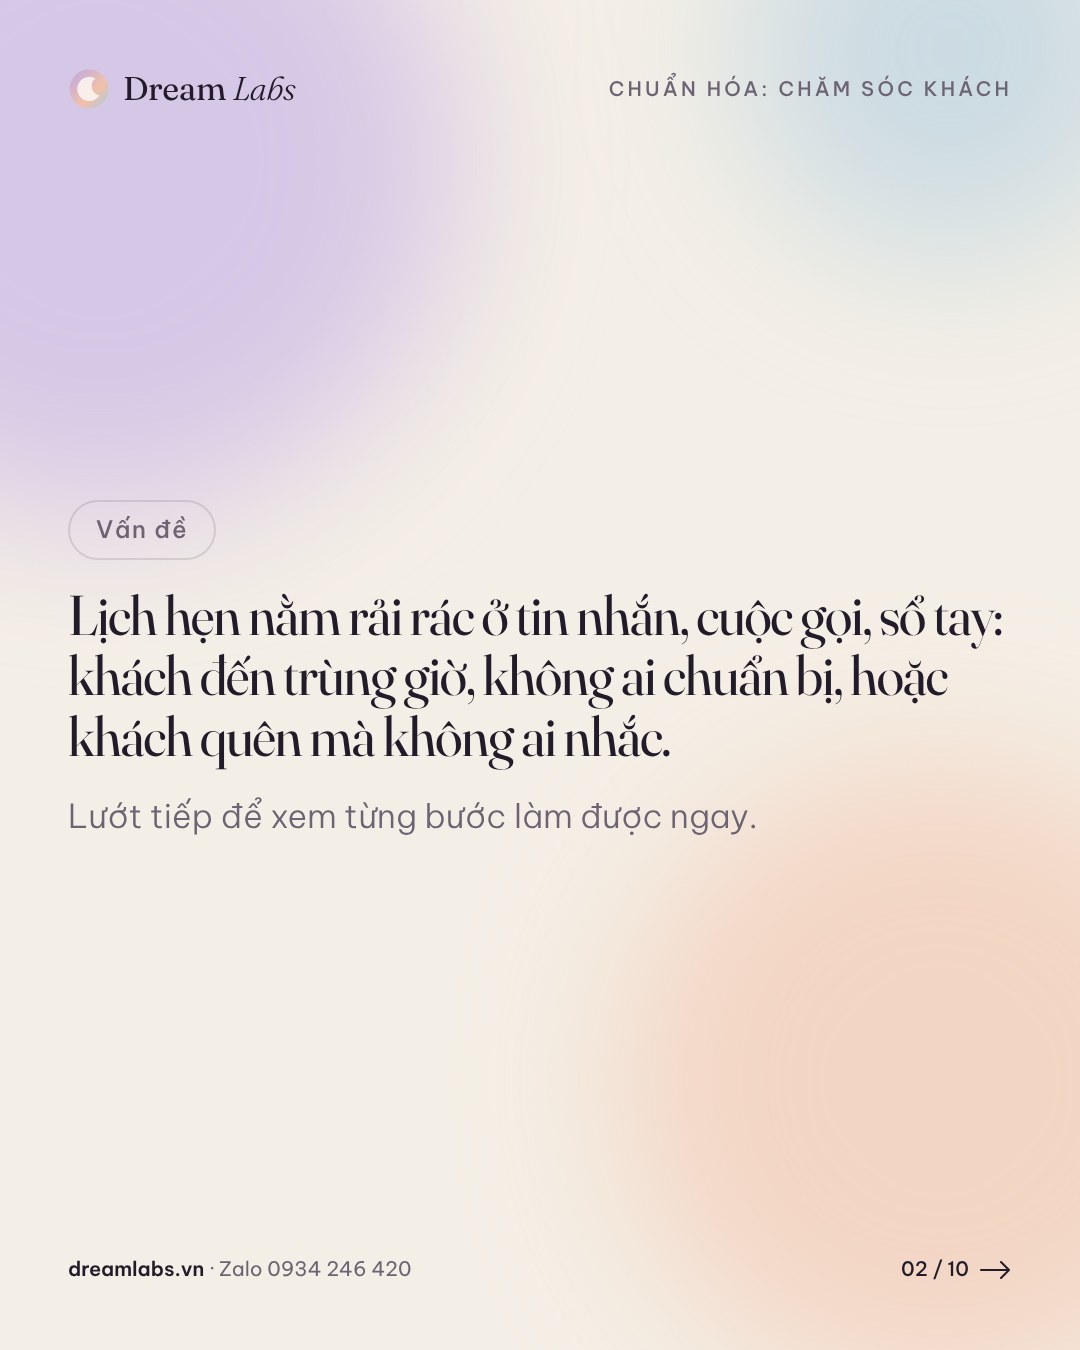 Dream Labs
CHUẨN HÓA: CHĂM SÓC KHÁCH
Vấn đề
Lịch hẹn nằm rải rác ở tin nhắn, cuộc gọi, sổ tay:
khách đến trùng giờ, không ai chuẩn bị, hoặc
khách quên mà không ai nhắc.
Lướt tiếp để xem từng bước làm được ngay.
dreamlabs.vn · Zalo 0934 246 420
02 / 10 →